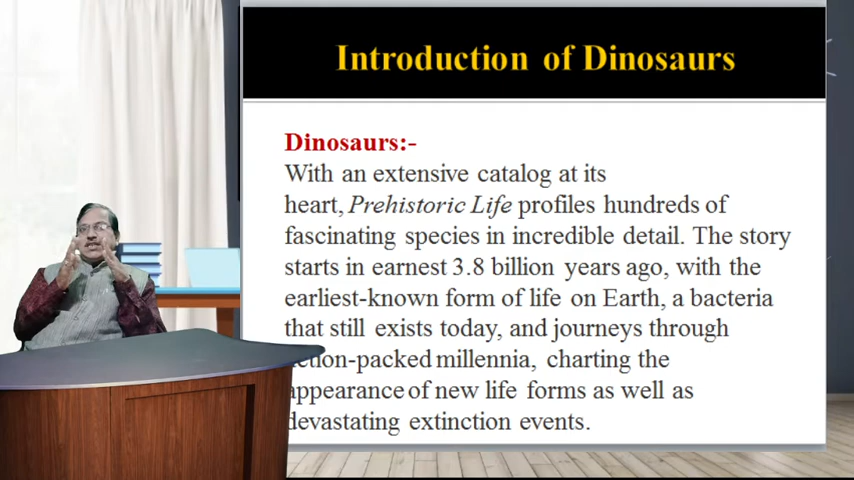 Introduction of Dinosaurs
Dinosaurs:-
With an extensive catalog at its
heart, Prehistoric Life profiles hundreds of
fascinating species in incredible detail. The story
starts in earnest 3.8 billion years ago, with the
earliest-known form of life on Earth, a bacteria
that still exists today, and journeys through
action-packed millennia, charting the
appearance of new life forms as well as
devastating extinction events.